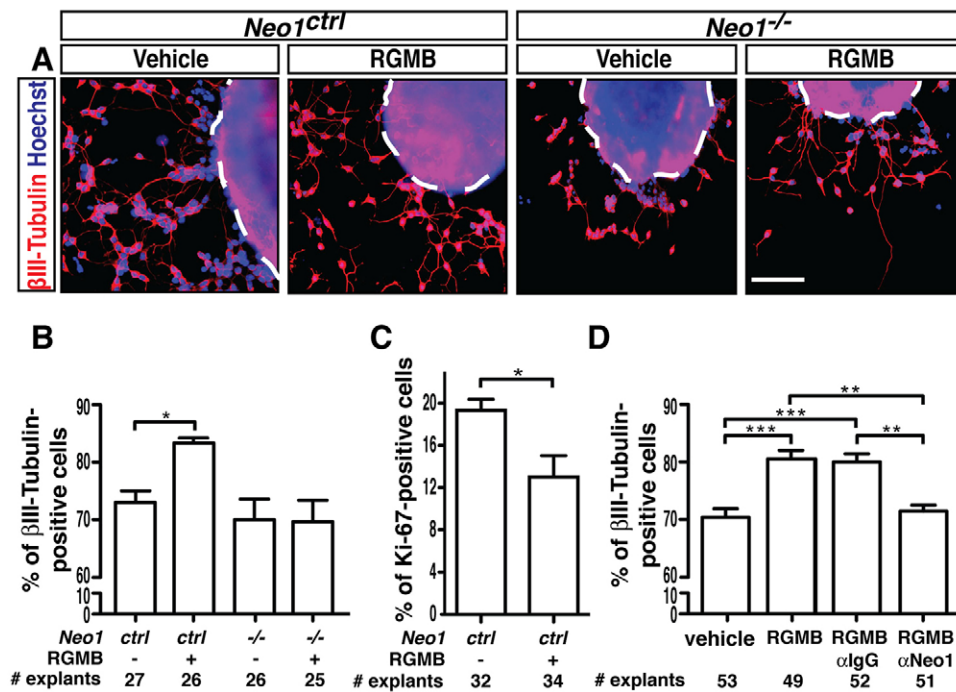 Neo1ctrl Neo1-/-
A Vehicle RGMB Vehicle RGMB
βIII-Tubulin Hoechst
B
% of βIII-Tubulin-
positive cells
90
80
70
60
10
0
*
Neo1 ctrl ctrl -/- -/-
RGMB - + - +
# explants 27 26 26 25
C
% of Ki-67-positive cells
20
16
12
8
4
0
*
Neo1 ctrl ctrl
RGMB - +
# explants 32 34
D
% of βIII-Tubulin-
positive cells
90
80
70
60
10
0
**
***
*** **
vehicle RGMB RGMB RGMB
αIgG αNeo1
# explants 53 49 52 51